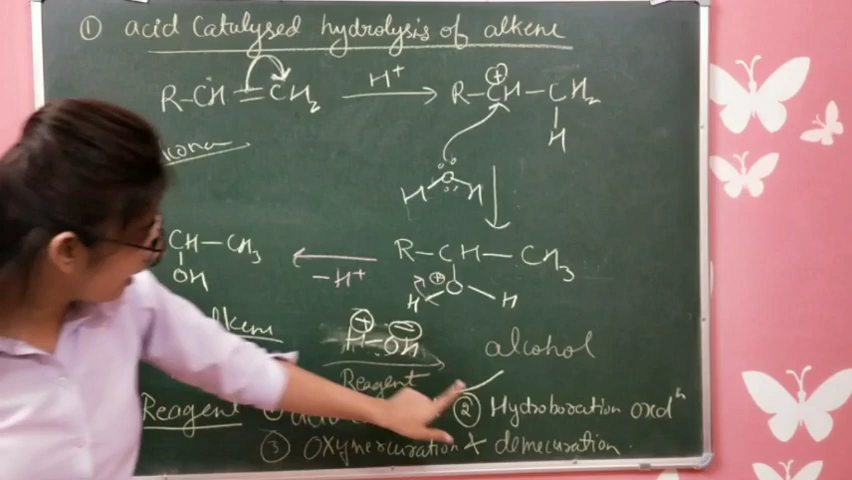 ① acid Catalysed hydrolysis of alkene
R-CH=CH₂ H⁺ R-CH-CH₂
⊕
H
H O H
CH-CH₃ -H⁺ R-CH-CH₃
OH ⊕
H O H
⊕ ⊖
H-OH alcohol
Reagent
Reagent ② Hydroboration oxdⁿ
③ Oxymercuration & demercuration.